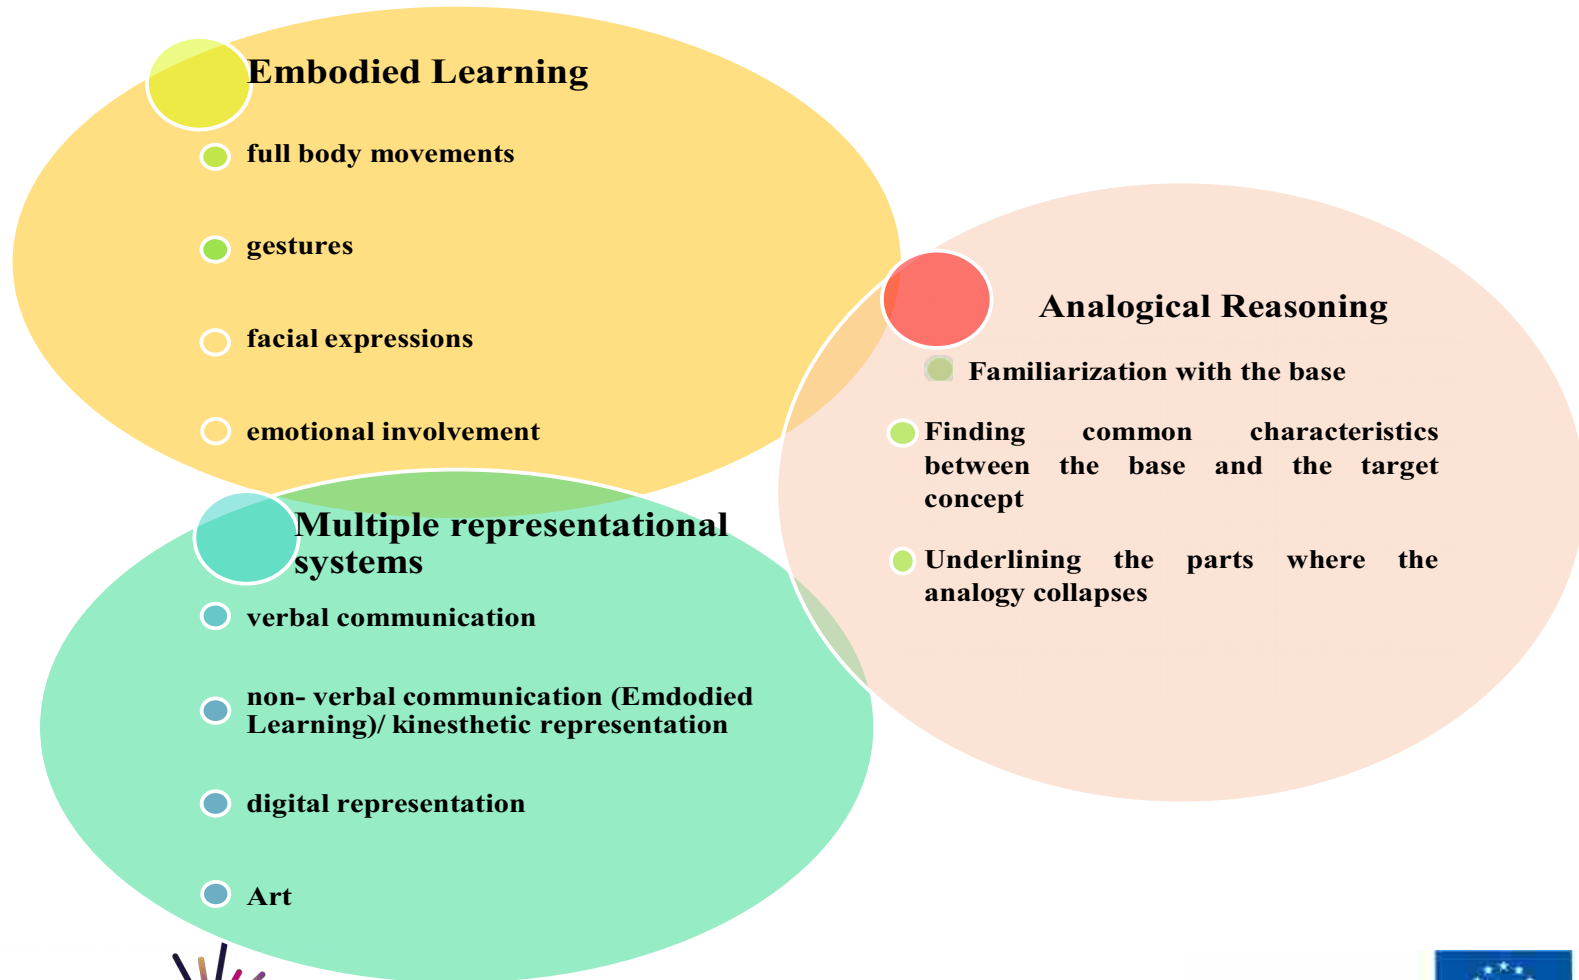 Embodied Learning
full body movements
gestures
facial expressions
emotional involvement
Multiple representational
systems
verbal communication
non- verbal communication (Emdodied
Learning)/ kinesthetic representation
digital representation
Art
Analogical Reasoning
Familiarization with the base
Finding common characteristics
between the base and the target
concept
Underlining the parts where the
analogy collapses